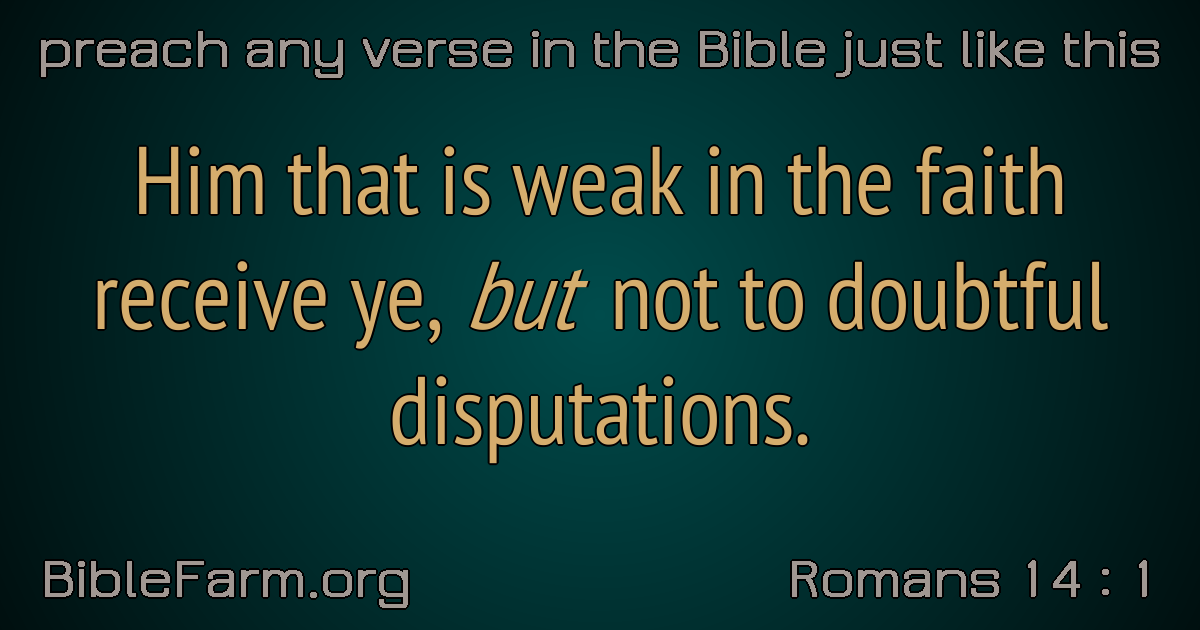 preach any verse in the Bible just like this
Him that is weak in the faith
receive ye, but not to doubtful
disputations.
BibleFarm.org
Romans 14 : 1